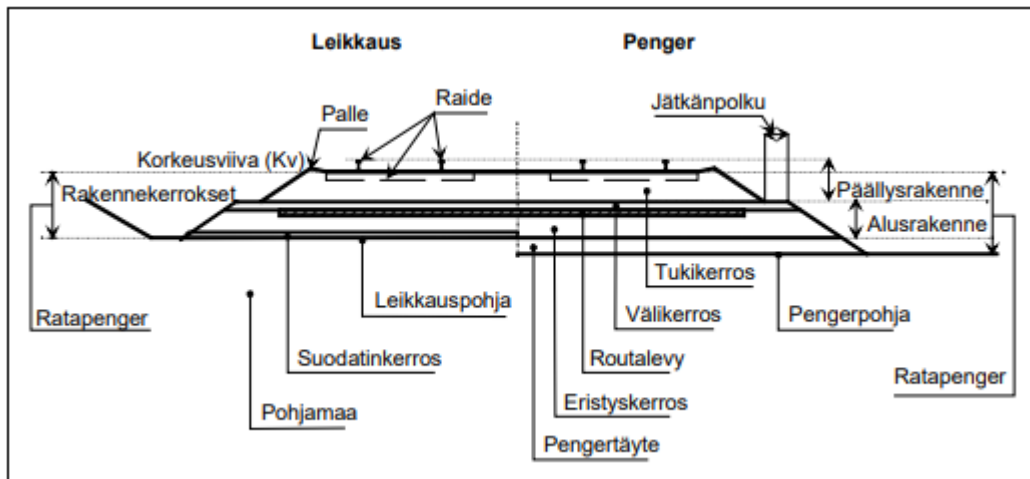 Leikkaus
Penger
Palle
Raide
Jätkänpolku
Korkeusviiva (Kv)
Rakennekerrokset
Päällysrakenne
Alusrakenne
Tukikerros
Leikkauspohja
Ratapenger
Välikerros
Pengerpohja
Suodatinkerros
Routalevy
Ratapenger
Eristyskerros
Pohjamaa
Pengertäyte